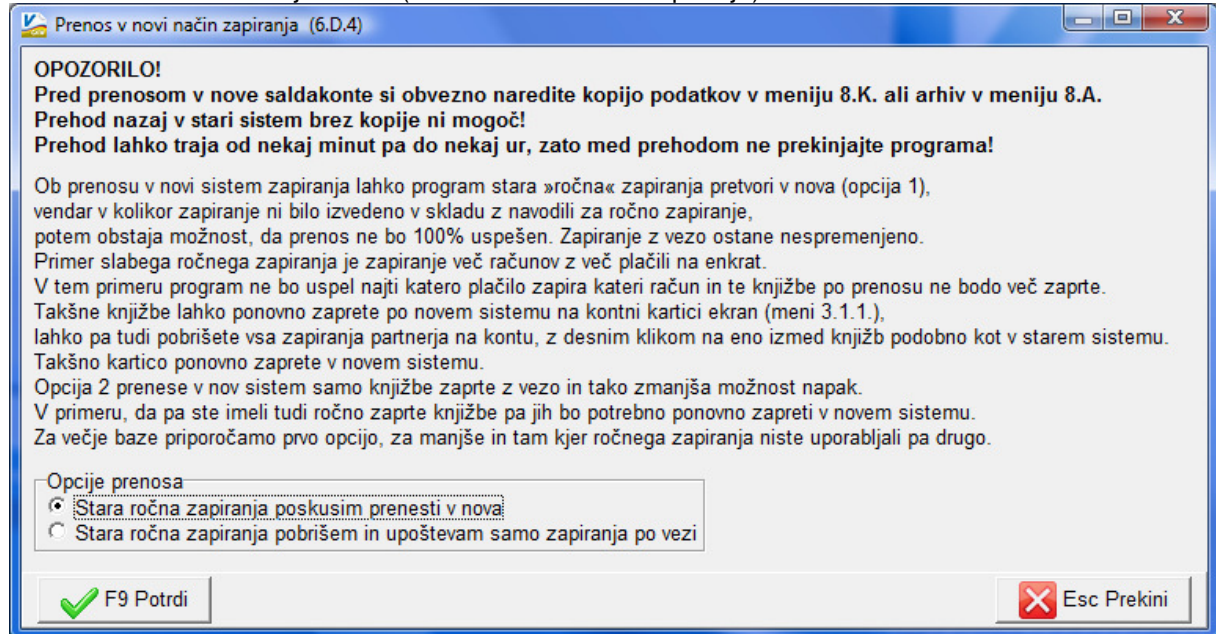 Prenos v novi način zapiranja (6.D.4)
OPOZORILO!
Pred prenosom v nove saldakonte si obvezno naredite kopijo podatkov v meniju 8.K. ali arhiv v meniju 8.A.
Prehod nazaj v stari sistem brez kopije ni mogoč!
Prehod lahko traja od nekaj minut pa do nekaj ur, zato med prehodom ne prekinjajte programa!
Ob prenosu v novi sistem zapiranja lahko program stara »ročna« zapiranja pretvori v nova (opcija 1),
vendar v kolikor zapiranje ni bilo izvedeno v skladu z navodili za ročno zapiranje,
potem obstaja možnost, da prenos ne bo 100% uspešen. Zapiranje z vezo ostane nespremenjeno.
Primer slabega ročnega zapiranja je zapiranje več računov z več plačili na enkrat.
V tem primeru program ne bo uspel najti katero plačilo zapira kateri račun in te knjižbe po prenosu ne bodo več zaprte.
Takšne knjižbe lahko ponovno zaprete po novem sistemu na kontni kartici ekran (meni 3.1.1.),
lahko pa tudi pobrišete vsa zapiranja partnerja na kontu, z desnim klikom na eno izmed knjižb podobno kot v starem sistemu.
Takšno kartico ponovno zaprete v novem sistemu.
Opcija 2 prenese v nov sistem samo knjižbe zaprte z vezo in tako zmanjša možnost napak.
V primeru, da pa ste imeli tudi ročno zaprte knjižbe pa jih bo potrebno ponovno zapreti v novem sistemu.
Za večje baze priporočamo prvo opcijo, za manjše in tam kjer ročnega zapiranja niste uporabljali pa drugo.
Opcije prenosa
Stara ročna zapiranja poskusim prenesti v nova
Stara ročna zapiranja pobrišem in upoštevam samo zapiranja po vezi
F9 Potrdi
Esc Prekini